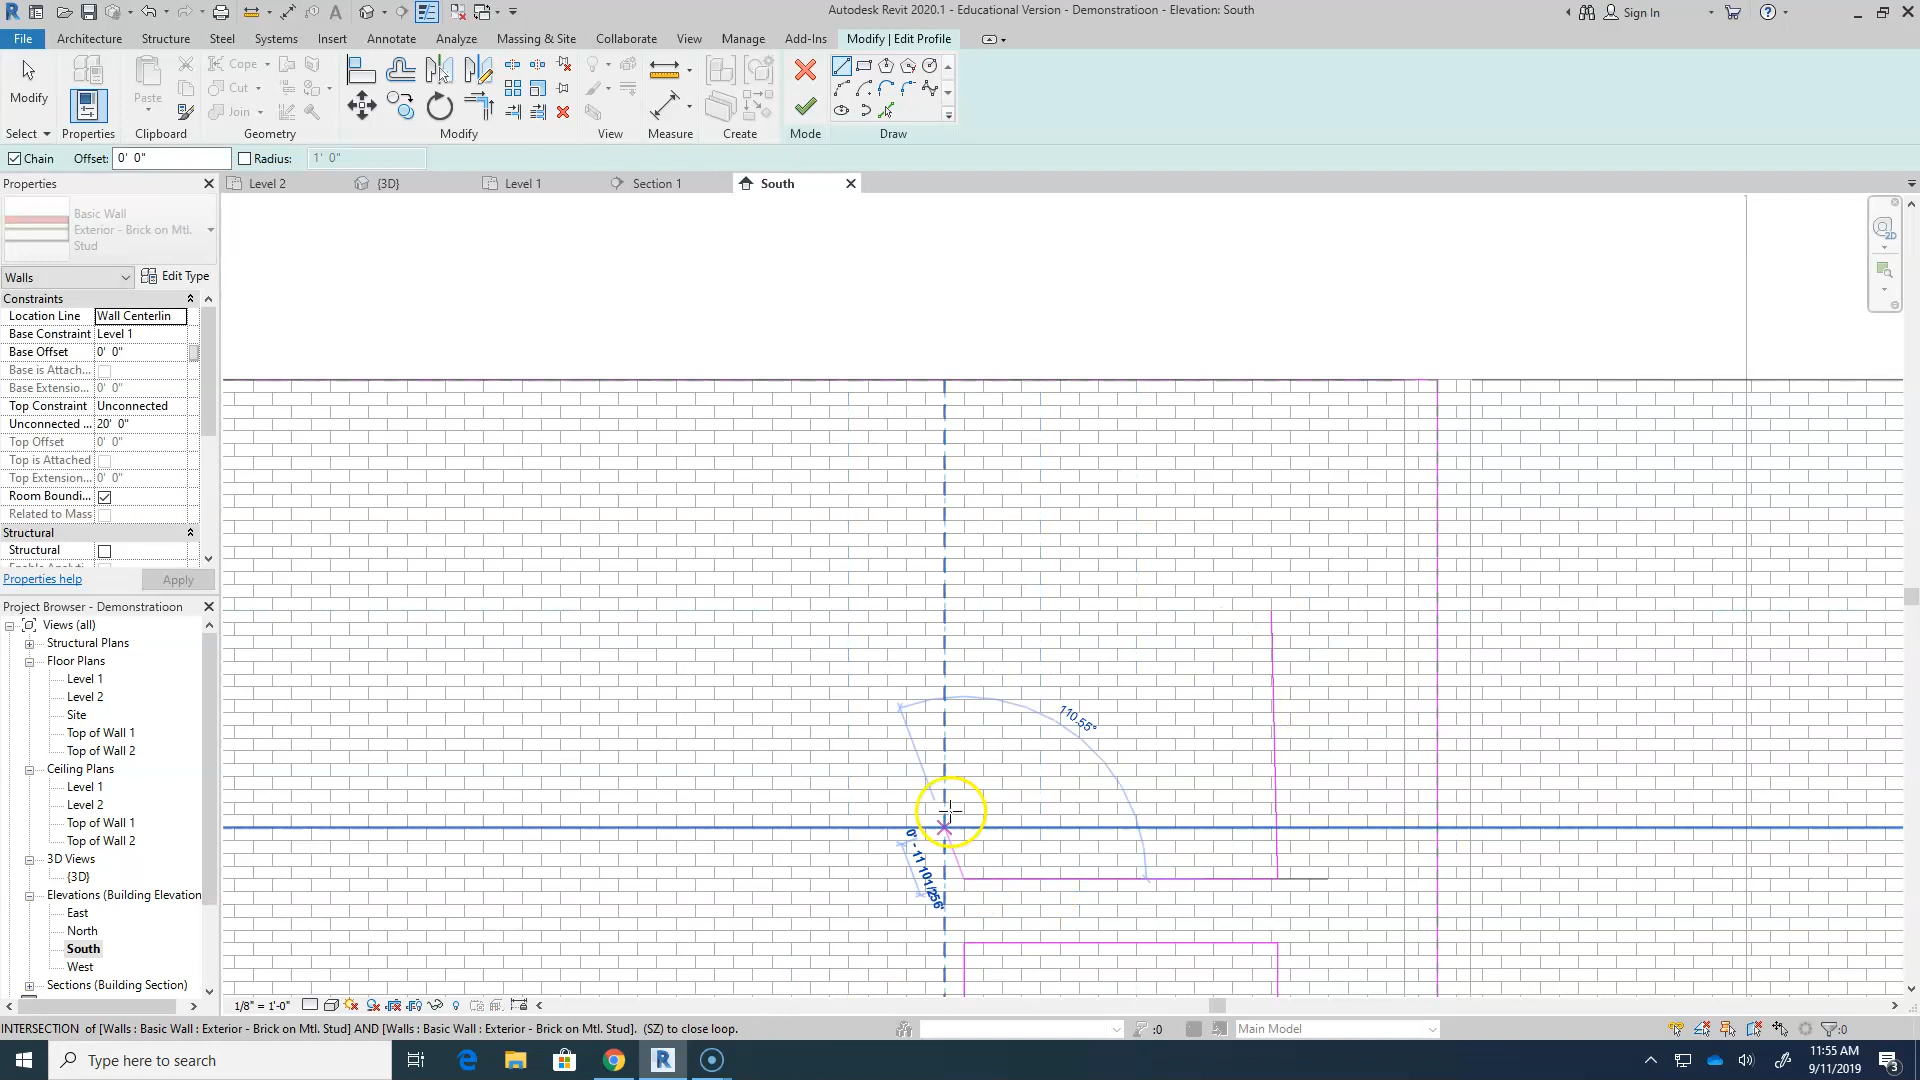 Autodesk Revit 2020.1 - Educational Version - Demonstratioon - Elevation: South
Sign In
File
Architecture
Structure
Steel
Systems
Insert
Annotate
Analyze
Massing & Site
Collaborate
View
Manage
Add-Ins
Modify | Edit Profile
Modify
Paste
Cope
Cut
Join
Select
Properties
Clipboard
Geometry
Modify
View
Measure
Create
Mode
Draw
Chain Offset: 0' 0" Radius: 1' 0"
Properties
Level 2
{3D}
Level 1
Section 1
South
Basic Wall
Exterior - Brick on Mtl.
Stud
Walls
Edit Type
Constraints
Location Line Wall Centerlin
Base Constraint Level 1
Base Offset 0' 0"
Base is Attach...
Base Extensio... 0' 0"
Top Constraint Unconnected
Unconnected ... 20' 0"
Top Offset 0' 0"
Top is Attached
Top Extension... 0' 0"
Room Boundi...
Related to Mass
Structural
Structural
Properties help
Apply
Project Browser - Demonstratioon
Views (all)
Structural Plans
Floor Plans
Level 1
Level 2
Site
Top of Wall 1
Top of Wall 2
Ceiling Plans
Level 1
Level 2
Top of Wall 1
Top of Wall 2
3D Views
{3D}
Elevations (Building Elevation
East
North
South
West
Sections (Building Section)
110.55°
0' - 11 101/256"
2D
1/8" = 1'-0"
INTERSECTION of [Walls : Basic Wall : Exterior - Brick on Mtl. Stud] AND [Walls : Basic Wall : Exterior - Brick on Mtl. Stud]. (SZ) to close loop.
:0
Main Model
:0
Type here to search
11:55 AM
9/11/2019
3